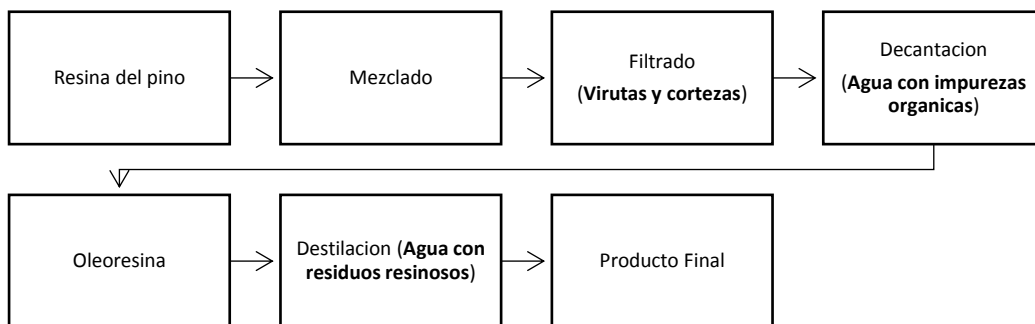 Resina del pino
Mezclado
Filtrado
(Virutas y cortezas)
Decantacion
(Agua con impurezas
organicas)
Oleoresina
Destilacion (Agua con
residuos resinosos)
Producto Final